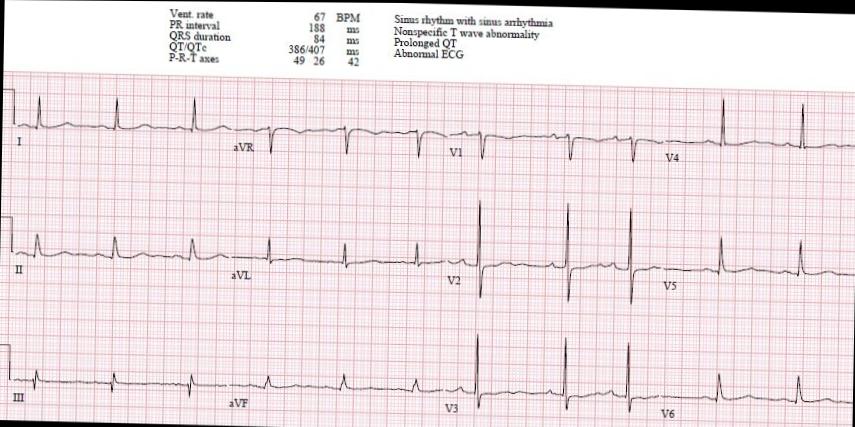 Vent. rate 67 BPM
PR interval 188 ms
QRS duration 84 ms
QT/QTc 386/407 ms
P-R-T axes 49 26 42
Sinus rhythm with sinus arrhythmia
Nonspecific T wave abnormality
Prolonged QT
Abnormal ECG
I aVR V1 V4
II aVL V2 V5
III aVF V3 V6